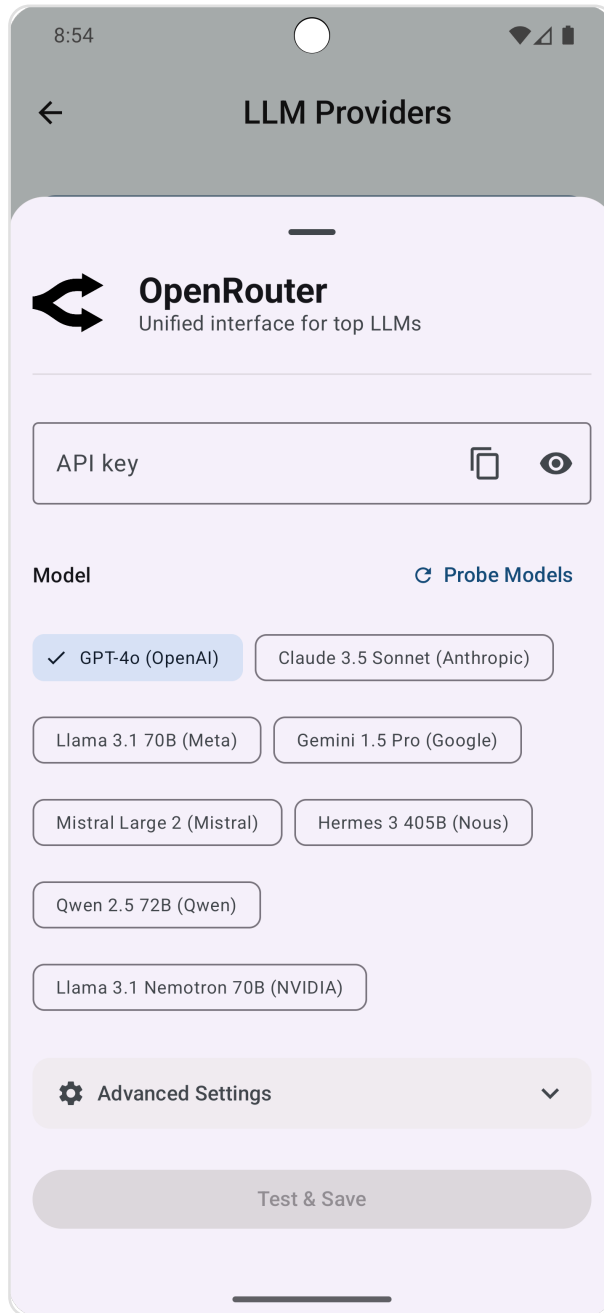 8:54
LLM Providers
OpenRouter
Unified interface for top LLMs
API key
Model
Probe Models
GPT-4o (OpenAI)
Claude 3.5 Sonnet (Anthropic)
Llama 3.1 70B (Meta)
Gemini 1.5 Pro (Google)
Mistral Large 2 (Mistral)
Hermes 3 405B (Nous)
Qwen 2.5 72B (Qwen)
Llama 3.1 Nemotron 70B (NVIDIA)
Advanced Settings
Test & Save